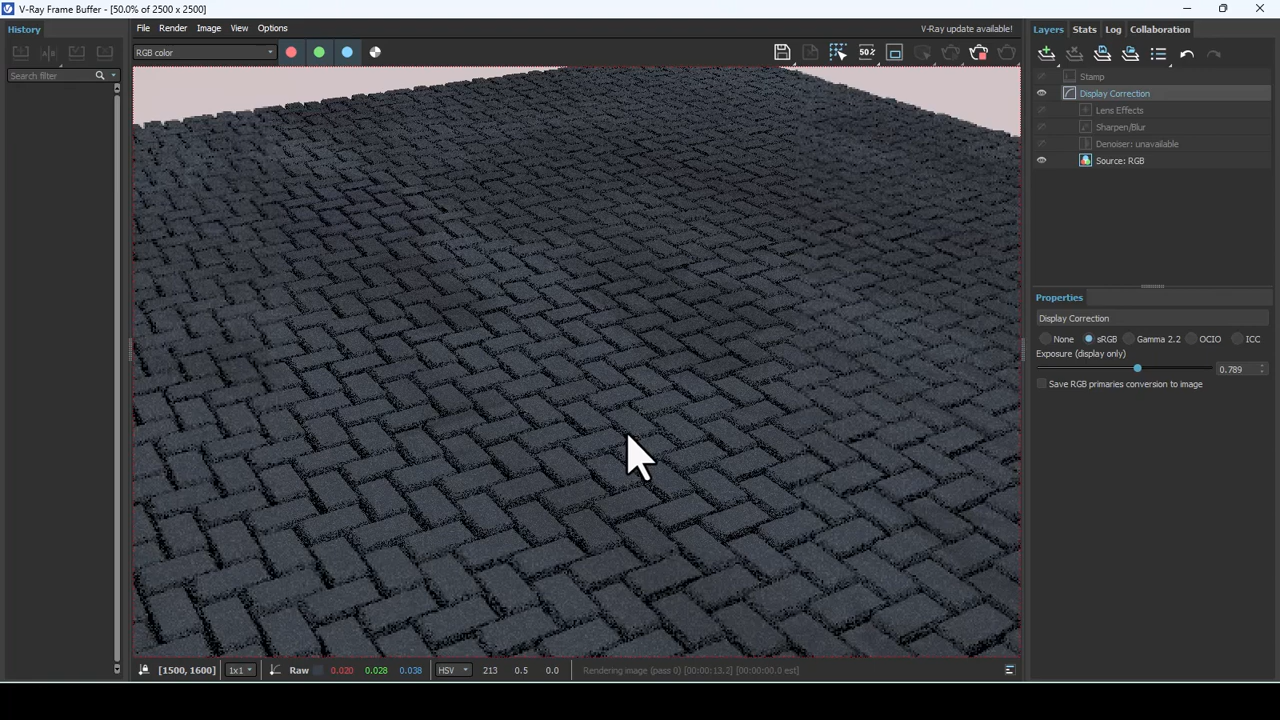 V-Ray Frame Buffer - [50.0% of 2500 x 2500]
History
File Render Image View Options
V-Ray update available!
Layers Stats Log Collaboration
RGB color
50%
Search filter
Stamp
Display Correction
Lens Effects
Sharpen/Blur
Denoiser: unavailable
Source: RGB
Properties
Display Correction
None sRGB Gamma 2.2 OCIO ICC
Exposure (display only)
0.789
Save RGB primaries conversion to image
[1500, 1600] 1x1 Raw 0.020 0.028 0.038 HSV 213 0.5 0.0 Rendering image (pass 0) [00:00:13.2] [00:00:00.0 est]